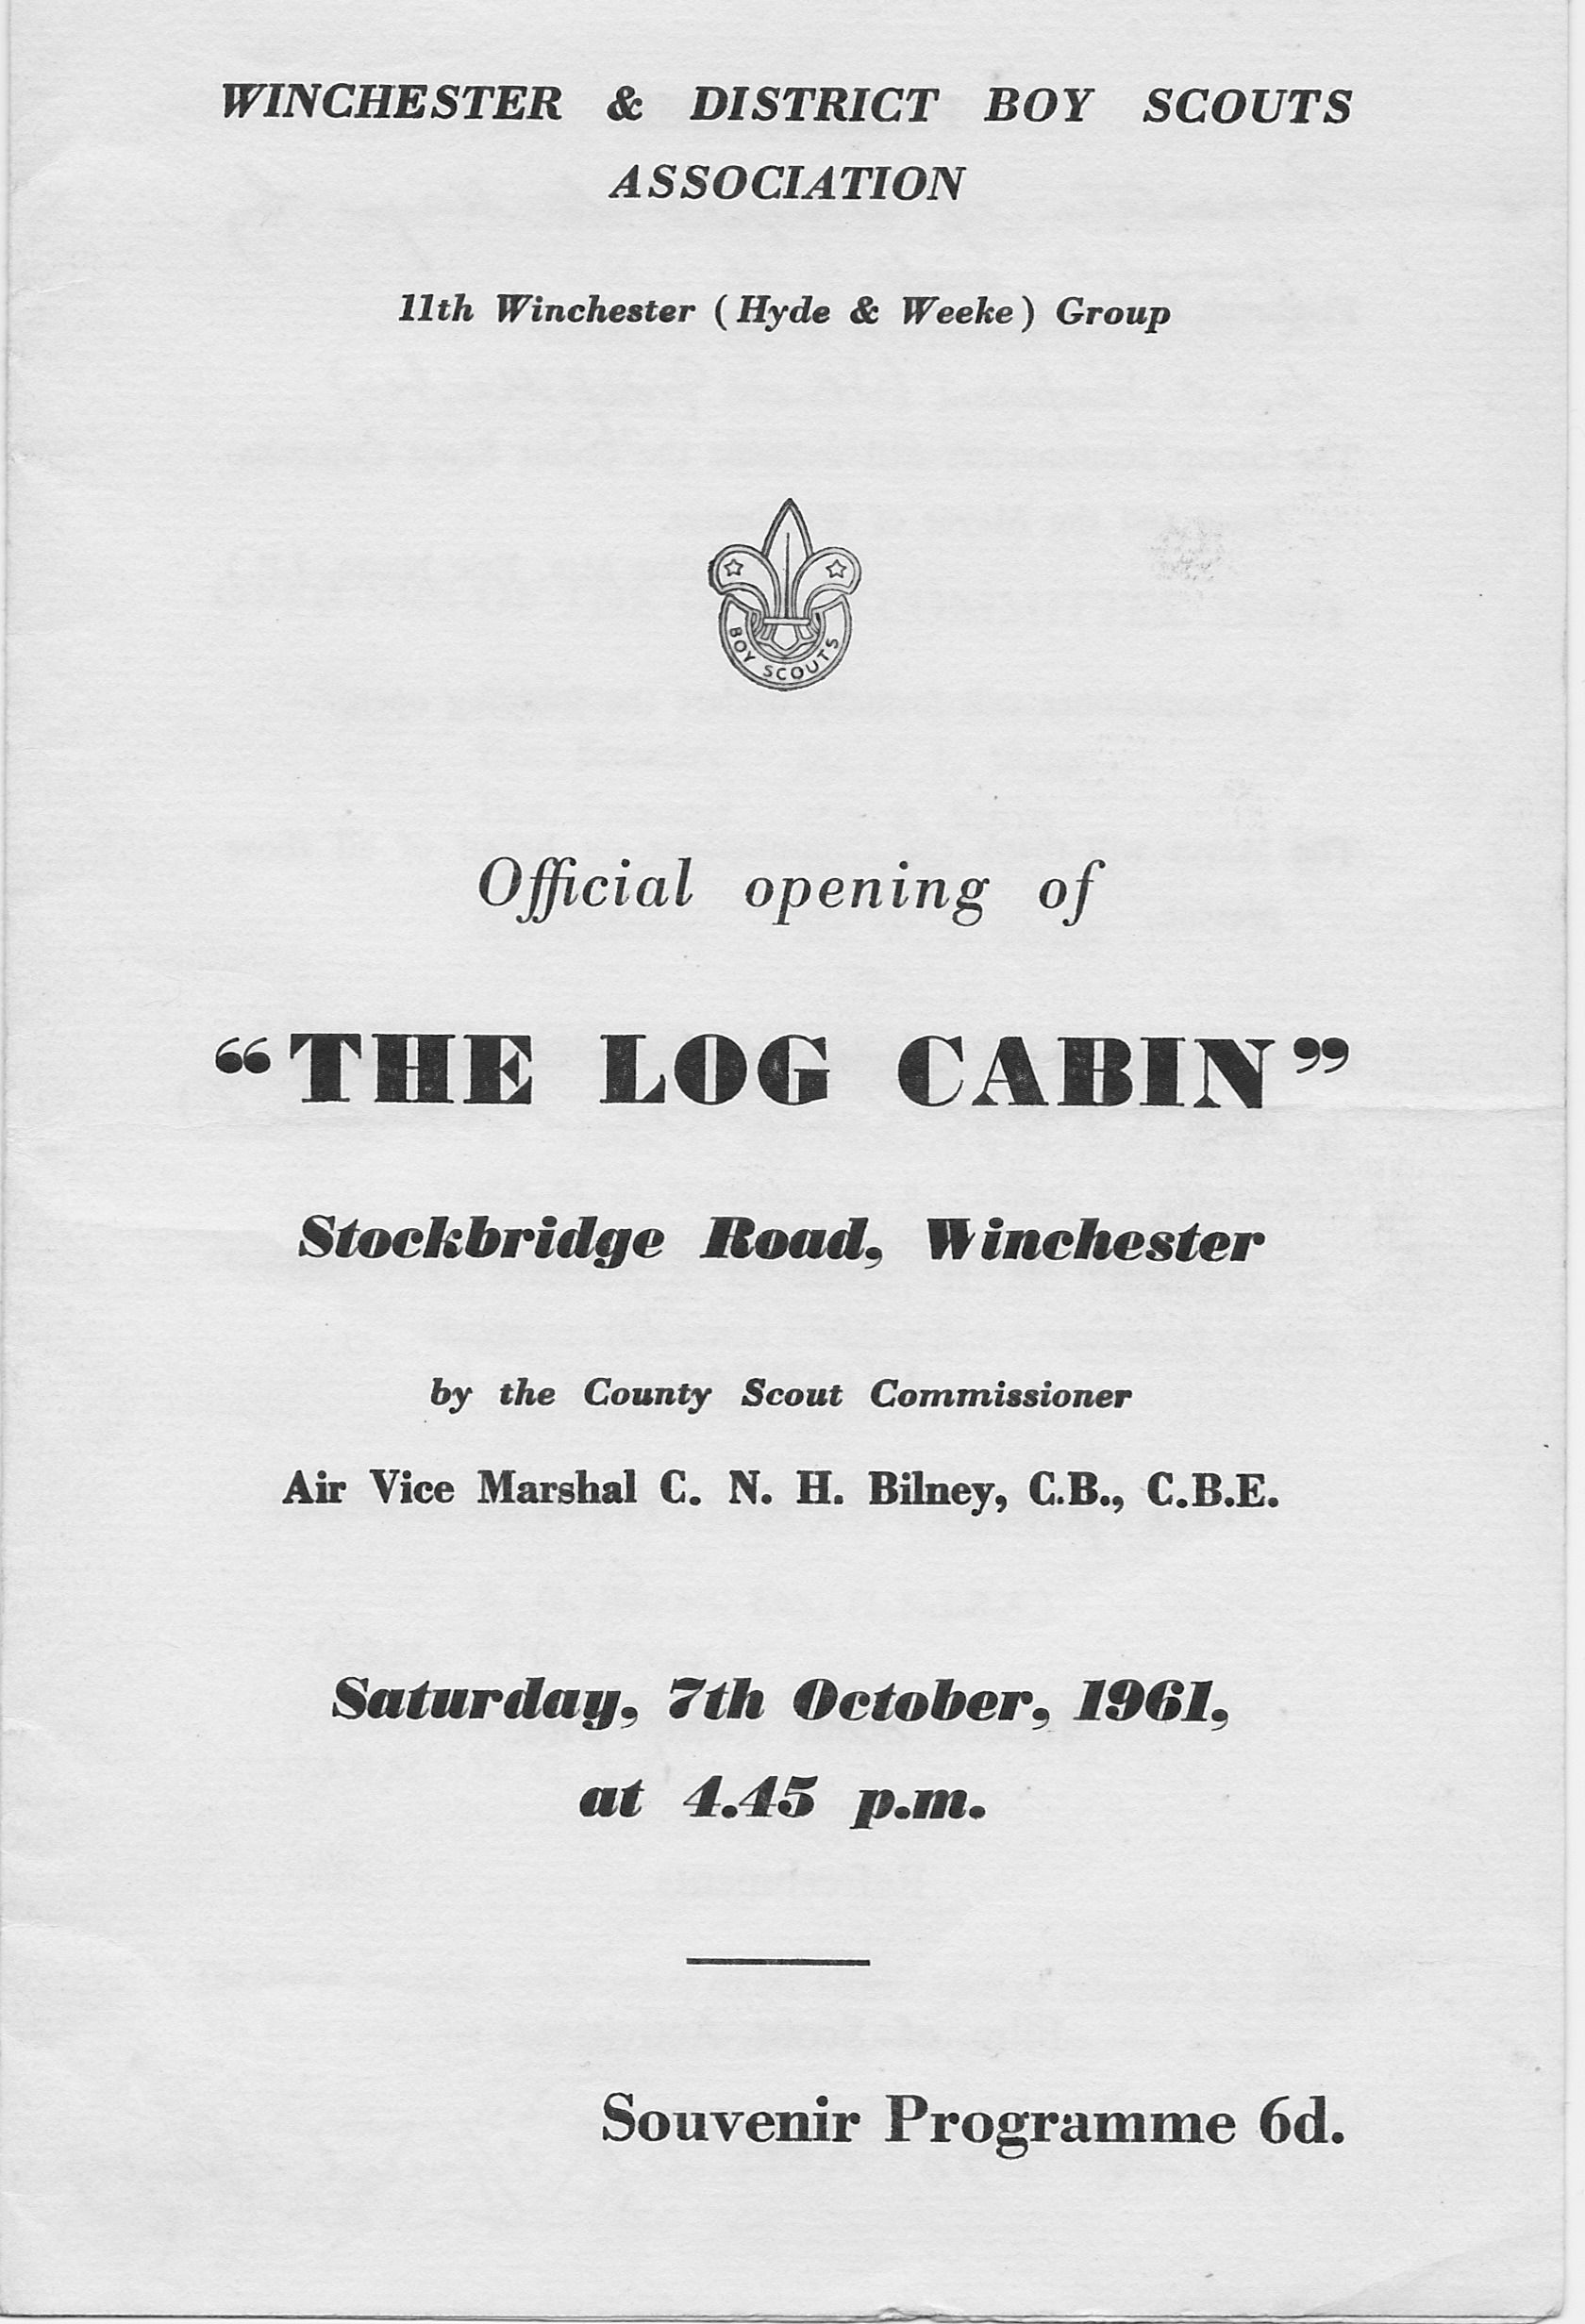 WINCHESTER & DISTRICT BOY SCOUTS
ASSOCIATION
11th Winchester (Hyde & Weeke) Group
BOY SCOUTS
Official opening of
“THE LOG CABIN”
Stockbridge Road, Winchester
by the County Scout Commissioner
Air Vice Marshal C. N. H. Bilney, C.B., C.B.E.
Saturday, 7th October, 1961,
at 4.45 p.m.
Souvenir Programme 6d.